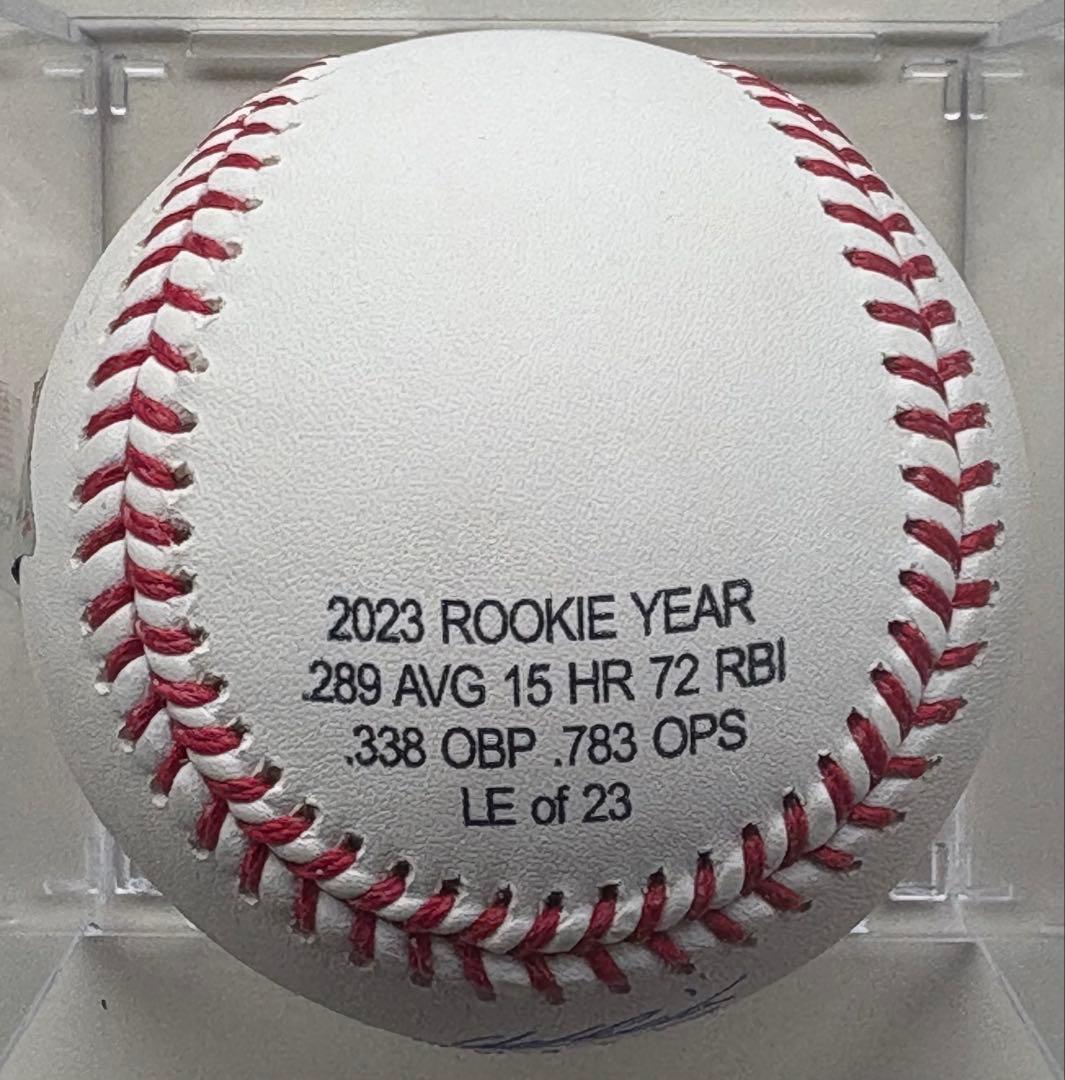 2023 ROOKIE YEAR
.289 AVG 15 HR 72 RBI
.338 OBP .783 OPS
LE of 23